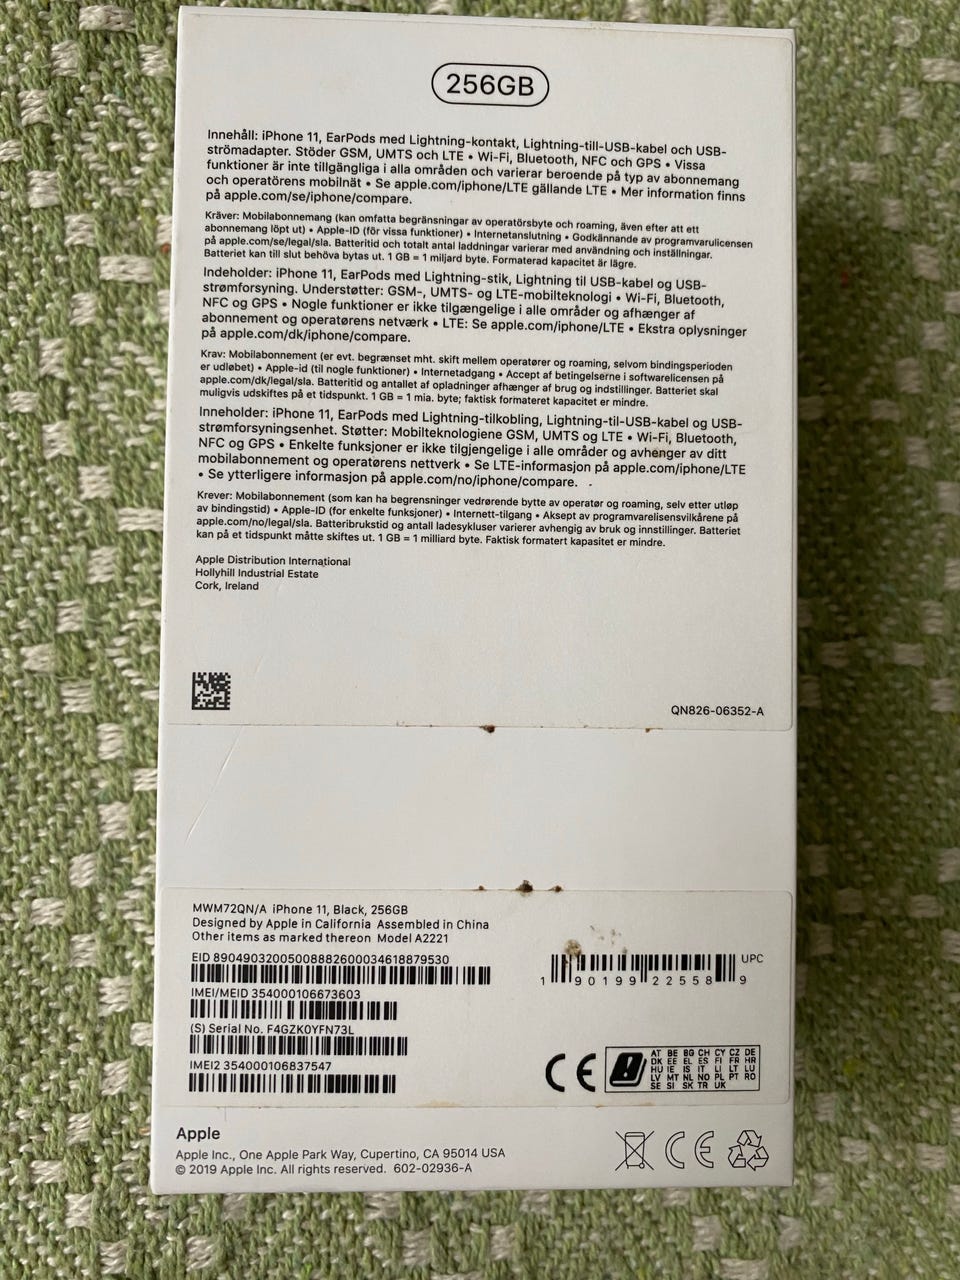 256GB
Innehåll: iPhone 11, EarPods med Lightning-kontakt, Lightning-till-USB-kabel och USB-
strömadapter. Stöder GSM, UMTS och LTE • Wi-Fi, Bluetooth, NFC och GPS • Vissa
funktioner är inte tillgängliga i alla områden och varierar beroende på typ av abonnemang
och operatörens mobilnät • Se apple.com/iphone/LTE gällande LTE • Mer information finns
på apple.com/se/iphone/compare.
Kräver: Mobilabonnemang (kan omfatta begränsningar av operatörsbyte och roaming, även efter att ett
abonnemang löpt ut) • Apple-ID (för vissa funktioner) • Internetanslutning • Godkännande av programvarulicensen
på apple.com/se/legal/sla. Batteritid och totalt antal laddningar varierar med användning och inställningar.
Batteriet kan till slut behöva bytas ut. 1 GB = 1 miljard byte. Formaterad kapacitet är lägre.
Indeholder: iPhone 11, EarPods med Lightning-stik, Lightning til USB-kabel og USB-
strømforsyning. Understøtter: GSM-, UMTS- og LTE-mobilteknologi • Wi-Fi, Bluetooth,
NFC og GPS • Nogle funktioner er ikke tilgængelige i alle områder og afhænger af
abonnement og operatørens netværk • LTE: Se apple.com/iphone/LTE • Ekstra oplysninger
på apple.com/dk/iphone/compare.
Krav: Mobilabonnement (er evt. begrænset mht. skift mellem operatører og roaming, selvom bindingsperioden
er udløbet) • Apple-id (til nogle funktioner) • Internetadgang • Accept af betingelserne i softwarelicensen på
apple.com/dk/legal/sla. Batteritid og antallet af opladninger afhænger af brug og indstillinger. Batteriet skal
muligvis udskiftes på et tidspunkt. 1 GB = 1 mia. byte; faktisk formateret kapacitet er mindre.
Inneholder: iPhone 11, EarPods med Lightning-tilkobling, Lightning-til-USB-kabel og USB-
strømforsyningsenhet. Støtter: Mobilteknologiene GSM, UMTS og LTE • Wi-Fi, Bluetooth,
NFC og GPS • Enkelte funksjoner er ikke tilgjengelige i alle områder og avhenger av ditt
mobilabonnement og operatørens nettverk • Se LTE-informasjon på apple.com/iphone/LTE
• Se ytterligere informasjon på apple.com/no/iphone/compare.
Krever: Mobilabonnement (som kan ha begrensninger vedrørende bytte av operatør og roaming, selv etter utløp
av bindingstid) • Apple-ID (for enkelte funksjoner) • Internett-tilgang • Aksept av programvarelisensvilkårene på
apple.com/no/legal/sla. Batteribrukstid og antall ladesykluser varierer avhengig av bruk og innstillinger. Batteriet
kan på et tidspunkt måtte skiftes ut. 1 GB = 1 milliard byte. Faktisk formatert kapasitet er mindre.
Apple Distribution International
Hollyhill Industrial Estate
Cork, Ireland
QN826-06352-A
MWM72QN/A iPhone 11, Black, 256GB
Designed by Apple in California Assembled in China
Other items as marked thereon Model A2221
EID 89049032005008882600034618879530
UPC
1 90199 22558 9
IMEI/MEID 354000106673603
(S) Serial No. F4GZK0YFN73L
IMEI2 354000106837547
CE
AT BE BG CH CY CZ DE
DK EE EL ES FI FR HR
HU IE IS IT LI LT LU
LV MT NL NO PL PT RO
SE SI SK TR UK
Apple
Apple Inc., One Apple Park Way, Cupertino, CA 95014 USA
© 2019 Apple Inc. All rights reserved. 602-02936-A
CE